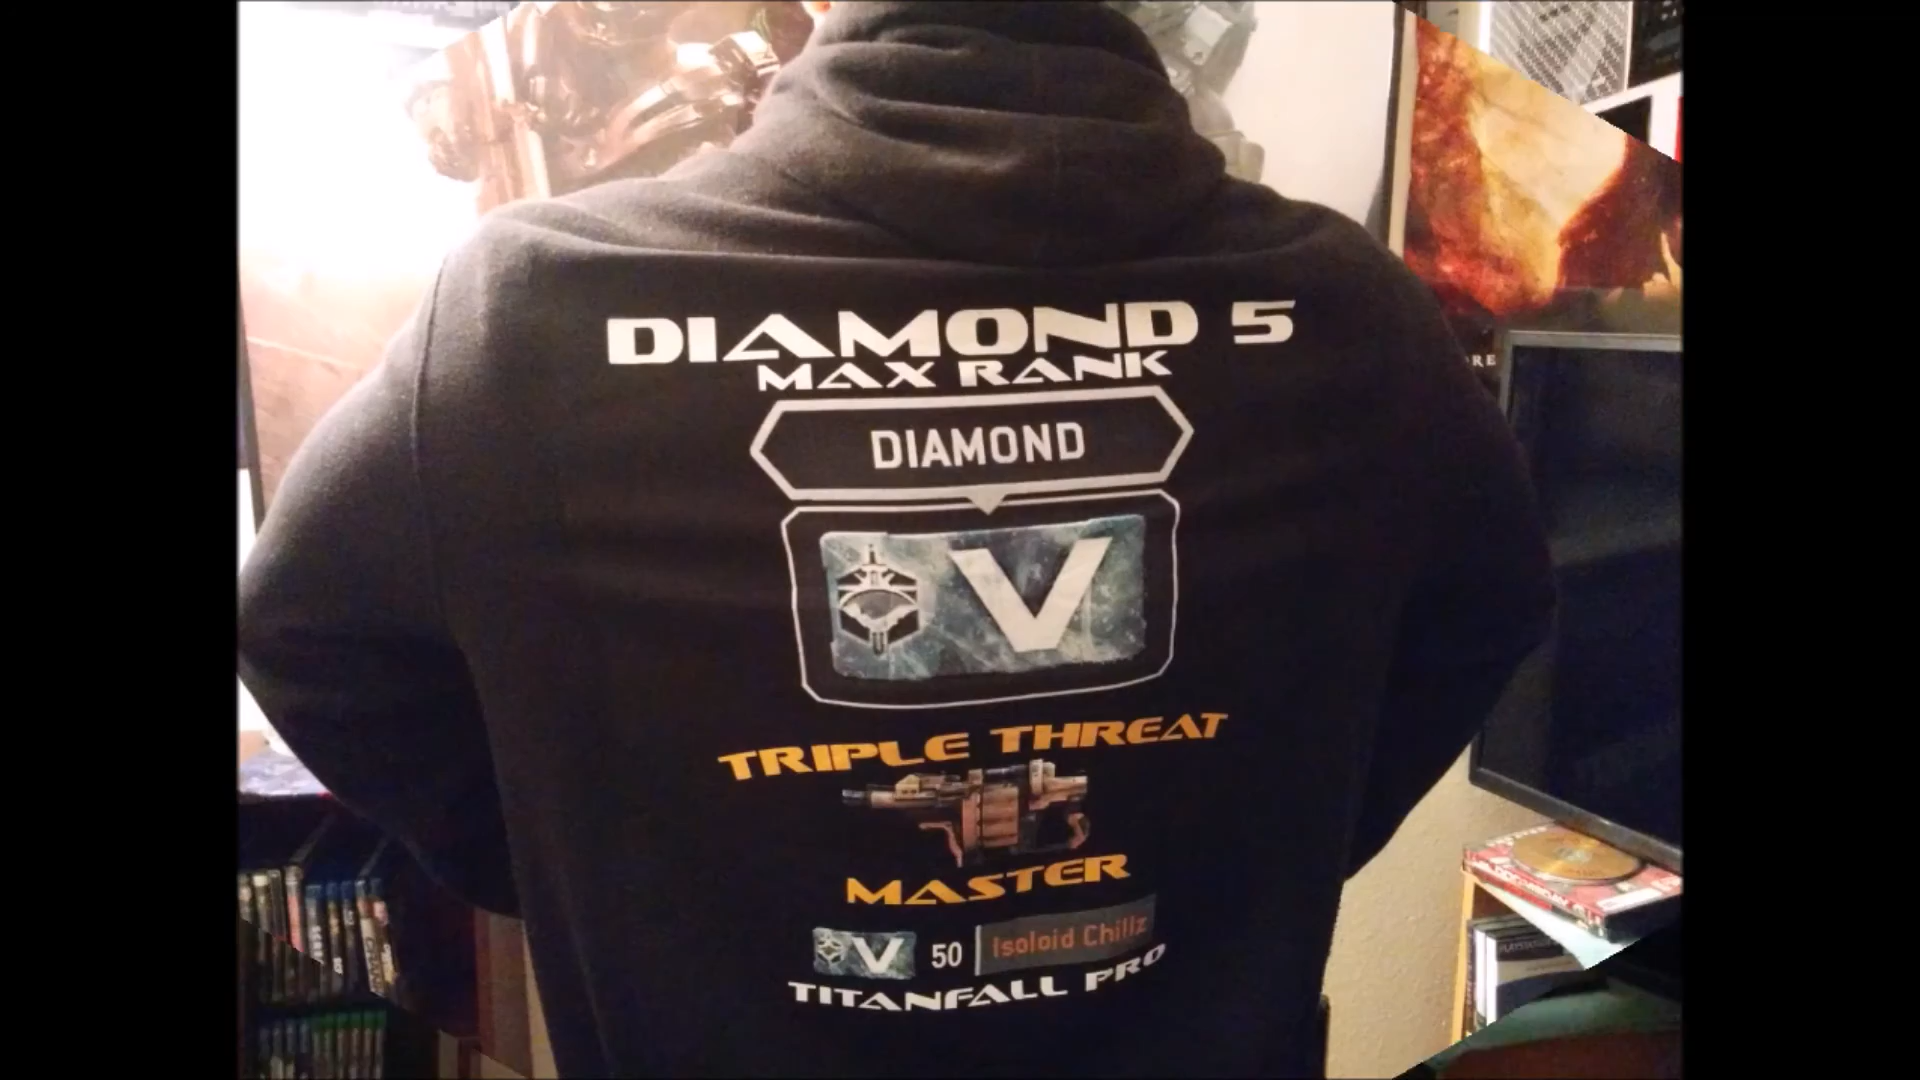 DIAMOND 5
MAX RANK
DIAMOND
V
TRIPLE THREAT
MASTER
V 50 Isoloid Chillz
TITANFALL PRO